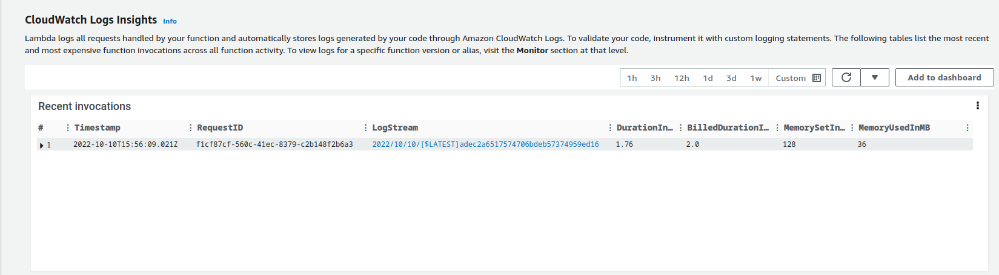 CloudWatch Logs Insights Info
Lambda logs all requests handled by your function and automatically stores logs generated by your code through Amazon CloudWatch Logs. To validate your code, instrument it with custom logging statements. The following tables list the most recent
and most expensive function invocations across all function activity. To view logs for a specific function version or alias, visit the Monitor section at that level.
1h 3h 12h 1d 3d 1w Custom Add to dashboard
Recent invocations
# Timestamp RequestID LogStream DurationIn... BilledDurationI... MemorySetIn... MemoryUsedInMB
1 2022-10-10T15:56:09.021Z f1cf87cf-560c-41ec-8379-c2b148f2b6a3 2022/10/10/[$LATEST]adec2a6517574706bdeb57374959ed16 1.76 2.0 128 36